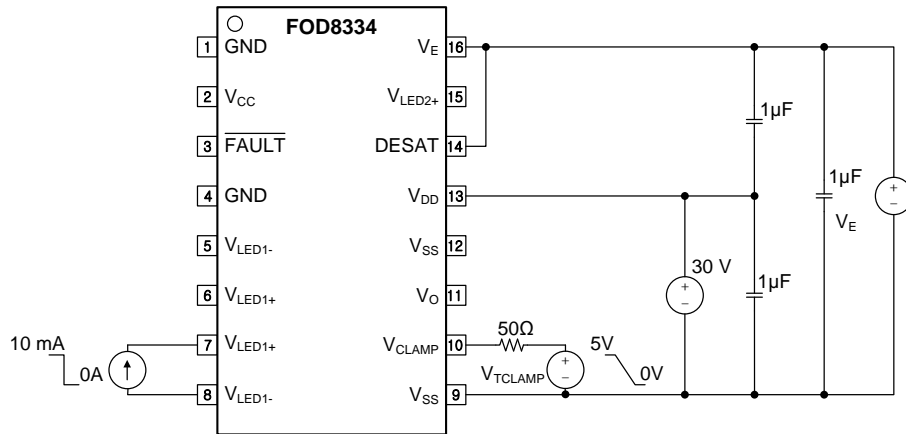 FOD8334
1 GND
2 VCC
3 FAULT
4 GND
5 VLED1-
6 VLED1+
7 VLED1+
8 VLED1-
VE 16
VLED2+ 15
DESAT 14
VDD 13
VSS 12
VO 11
VCLAMP 10
VSS 9
10 mA
0A
50Ω
VTCLAMP
5V
0V
30 V
1µF
1µF
1µF
VE